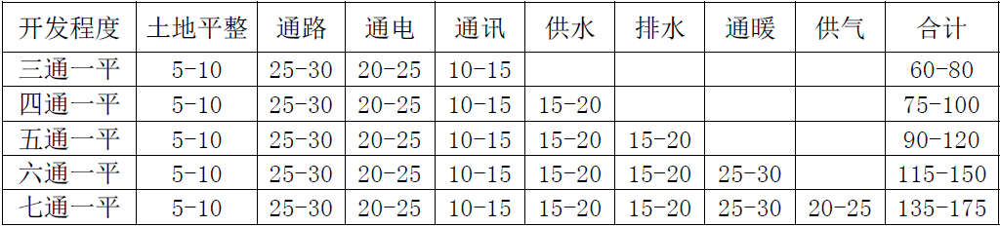 开发程度 土地平整 通路 通电 通讯 供水 排水 通暖 供气 合计
三通一平 5-10 25-30 20-25 10-15 60-80
四通一平 5-10 25-30 20-25 10-15 15-20 75-100
五通一平 5-10 25-30 20-25 10-15 15-20 15-20 90-120
六通一平 5-10 25-30 20-25 10-15 15-20 15-20 25-30 115-150
七通一平 5-10 25-30 20-25 10-15 15-20 15-20 25-30 20-25 135-175